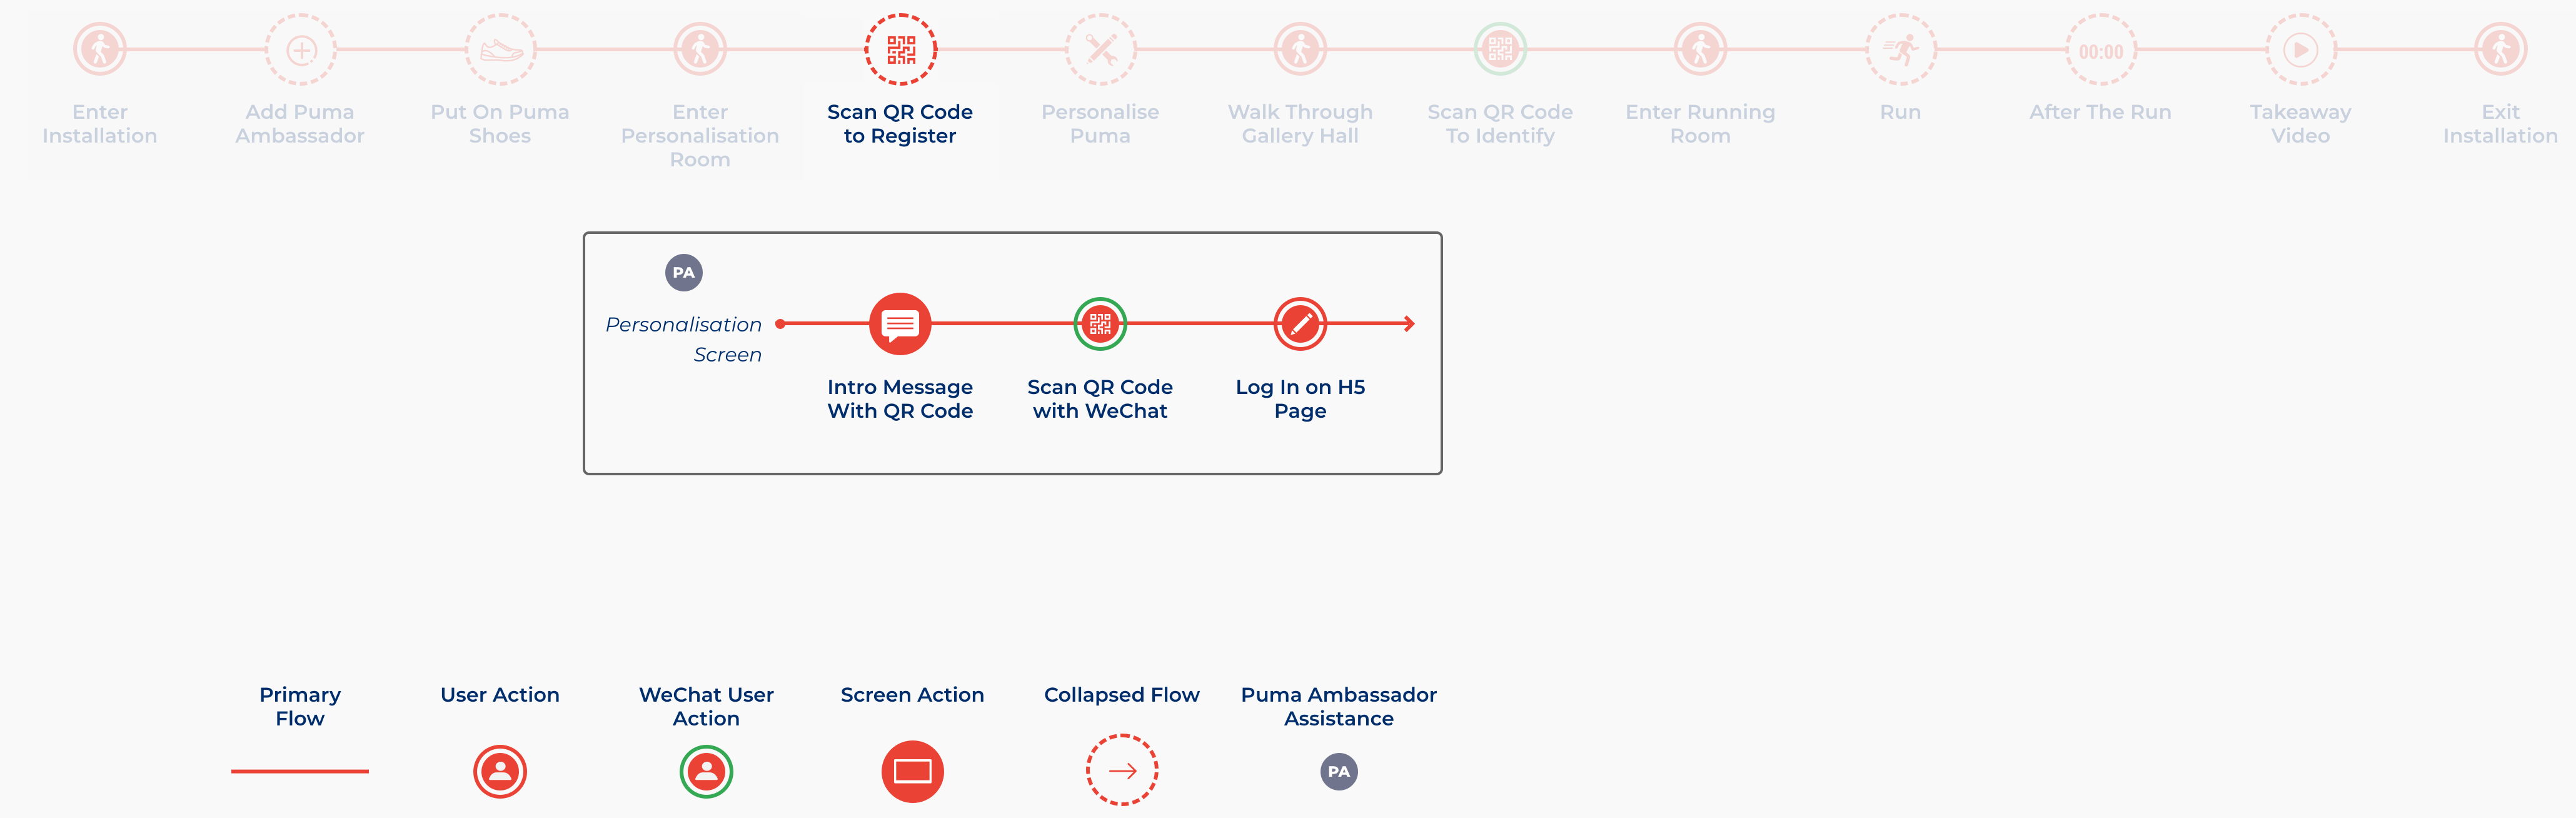 00:00
Enter
Installation
Add Puma
Ambassador
Put On Puma
Shoes
Enter
Personalisation
Room
Scan QR Code
to Register
Personalise
Puma
Walk Through
Gallery Hall
Scan QR Code
To Identify
Enter Running
Room
Run
After The Run
Takeaway
Video
Exit
Installation
PA
Personalisation
Screen
Intro Message
With QR Code
Scan QR Code
with WeChat
Log In on H5
Page
Primary
Flow
User Action
WeChat User
Action
Screen Action
Collapsed Flow
Puma Ambassador
Assistance
PA